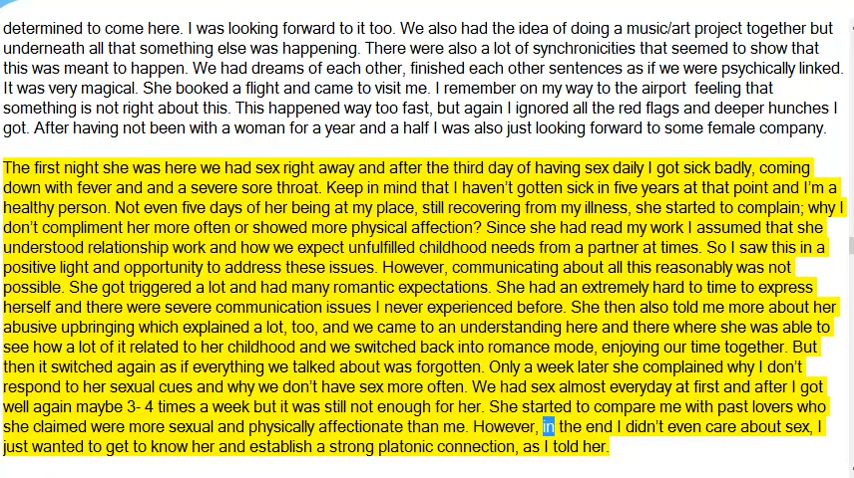 determined to come here. I was looking forward to it too. We also had the idea of doing a music/art project together but
underneath all that something else was happening. There were also a lot of synchronicities that seemed to show that
this was meant to happen. We had dreams of each other, finished each other sentences as if we were psychically linked.
It was very magical. She booked a flight and came to visit me. I remember on my way to the airport feeling that
something is not right about this. This happened way too fast, but again I ignored all the red flags and deeper hunches I
got. After having not been with a woman for a year and a half I was also just looking forward to some female company.
The first night she was here we had sex right away and after the third day of having sex daily I got sick badly, coming
down with fever and and a severe sore throat. Keep in mind that I haven't gotten sick in five years at that point and I'm a
healthy person. Not even five days of her being at my place, still recovering from my illness, she started to complain; why I
don't compliment her more often or showed more physical affection? Since she had read my work I assumed that she
understood relationship work and how we expect unfulfilled childhood needs from a partner at times. So I saw this in a
positive light and opportunity to address these issues. However, communicating about all this reasonably was not
possible. She got triggered a lot and had many romantic expectations. She had an extremely hard to time to express
herself and there were severe communication issues I never experienced before. She then also told me more about her
abusive upbringing which explained a lot, too, and we came to an understanding here and there where she was able to
see how a lot of it related to her childhood and we switched back into romance mode, enjoying our time together. But
then it switched again as if everything we talked about was forgotten. Only a week later she complained why I don't
respond to her sexual cues and why we don't have sex more often. We had sex almost everyday at first and after I got
well again maybe 3- 4 times a week but it was still not enough for her. She started to compare me with past lovers who
she claimed were more sexual and physically affectionate than me. However, in the end I didn't even care about sex, I
just wanted to get to know her and establish a strong platonic connection, as I told her.